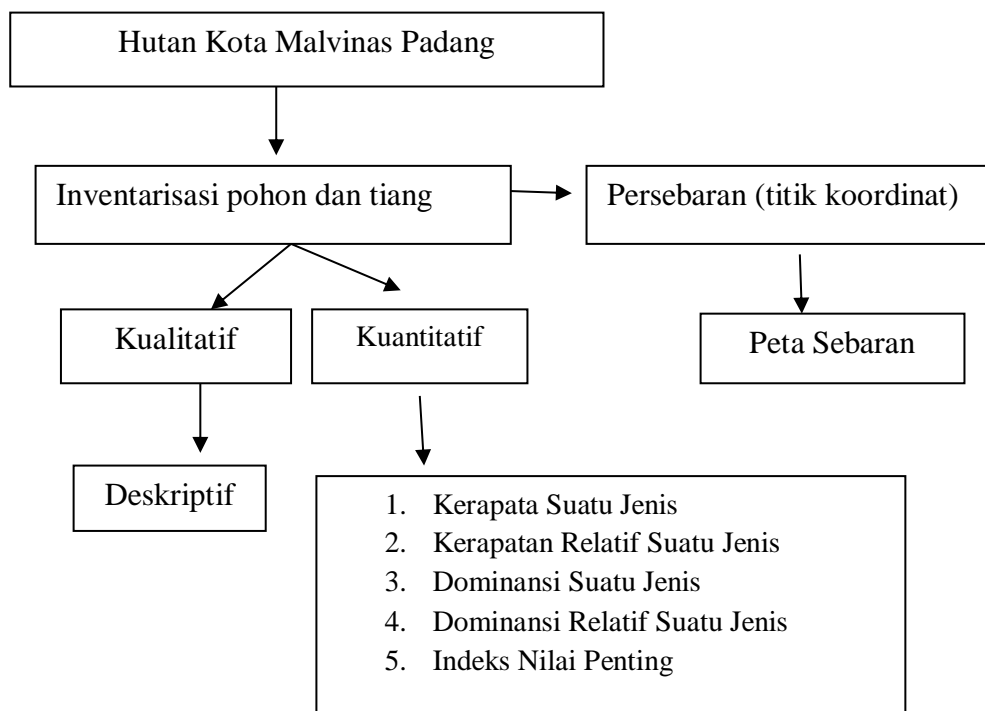 Hutan Kota Malvinas Padang
Inventarisasi pohon dan tiang
Persebaran (titik koordinat)
Kualitatif
Kuantitatif
Peta Sebaran
Deskriptif
1. Kerapata Suatu Jenis
2. Kerapatan Relatif Suatu Jenis
3. Dominansi Suatu Jenis
4. Dominansi Relatif Suatu Jenis
5. Indeks Nilai Penting